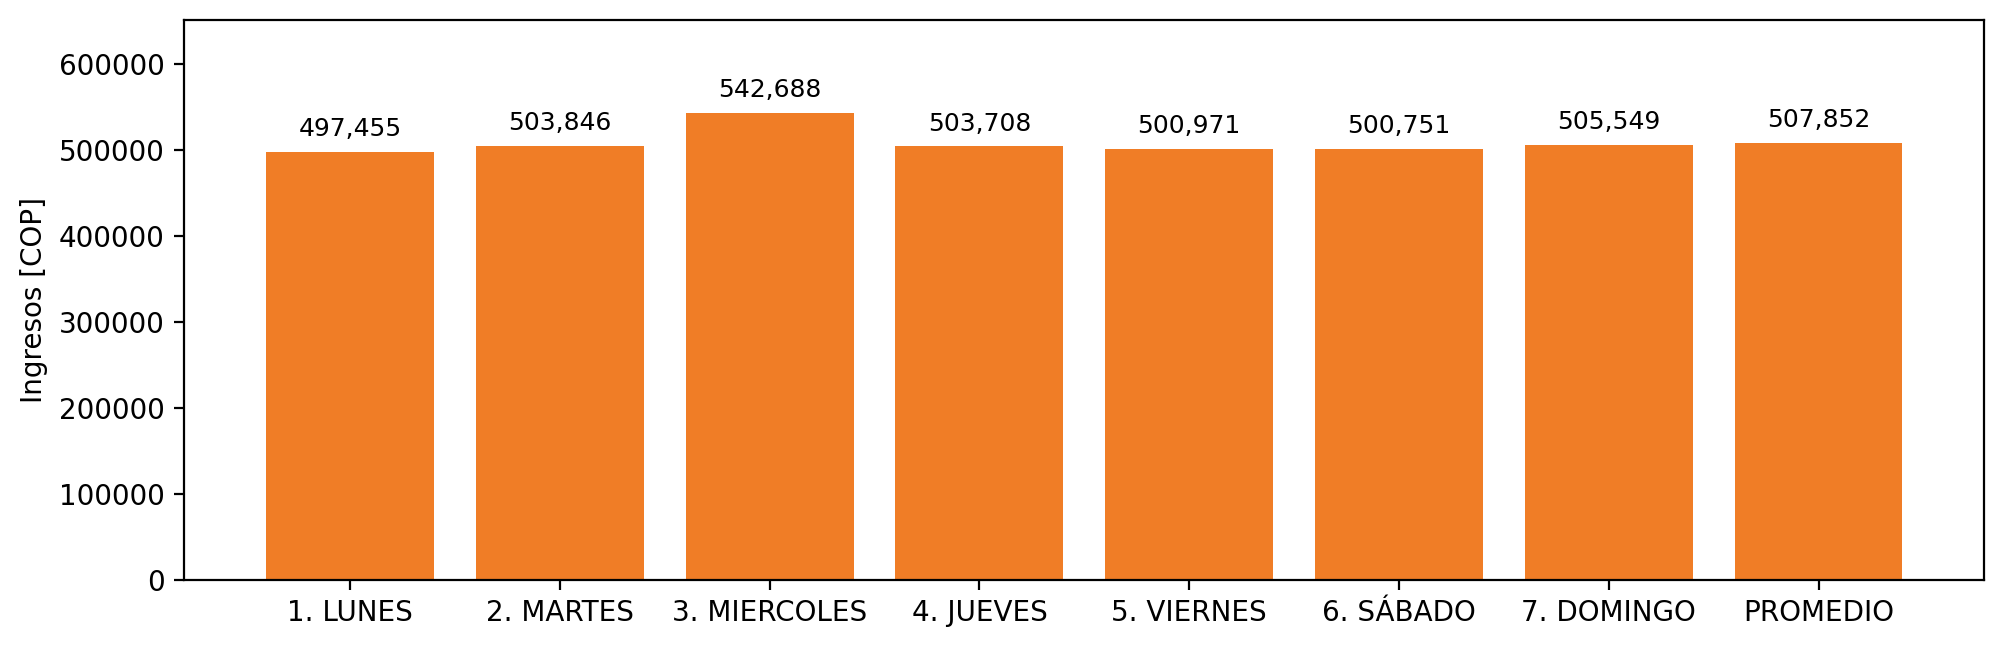 600000
500000
400000
300000
200000
100000
0
Ingresos [COP]
497,455
503,846
542,688
503,708
500,971
500,751
505,549
507,852
1. LUNES
2. MARTES
3. MIERCOLES
4. JUEVES
5. VIERNES
6. SÁBADO
7. DOMINGO
PROMEDIO